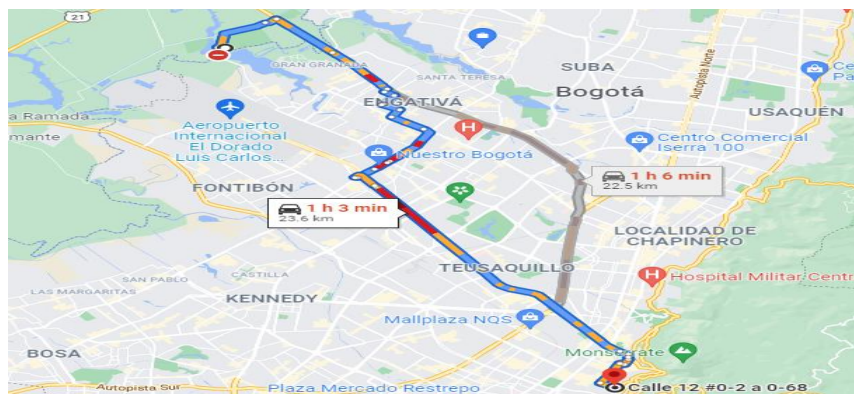 21
GRAN GRANADA
SANTA TERESA
SUBA
Bogotá
Autopista Norte
Ce
Pa
USAQUÉN
a Ramada
mante
ENGATIVÁ
Aeropuerto
Internacional
El Dorado
Luis Carlos...
H
Centro Comercial
Iserra 100
Nuestro Bogotá
FONTIBÓN
1 h 6 min
22.5 km
1 h 3 min
23.6 km
LOCALIDAD DE
CHAPINERO
SAN PABLO
CASTILLA
TEUSAQUILLO
H
Hospital Militar Centr
LAS MARGARITAS
KENNEDY
Mallplaza NQS
BOSA
Monserrate
Autopista Sur
Plaza Mercado Restrepo
Calle 12 #0-2 a 0-68